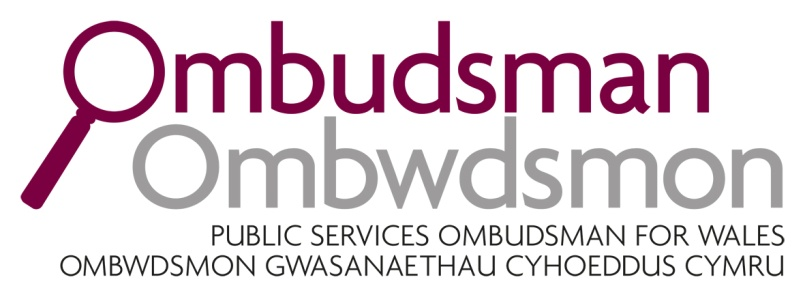 Ombudsman
Ombwdsmon
PUBLIC SERVICES OMBUDSMAN FOR WALES
OMBWDSMON GWASANAETHAU CYHOEDDUS CYMRU